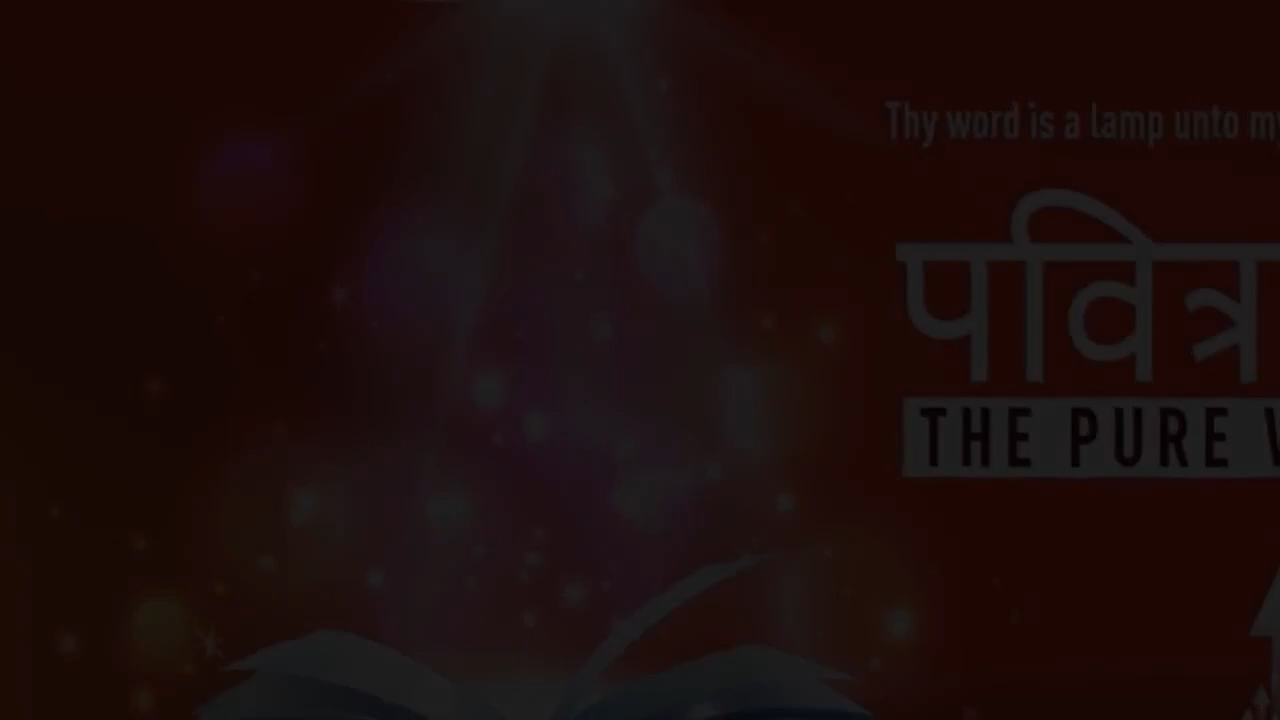 Thy word is a lamp unto
पवित्र
THE PURE